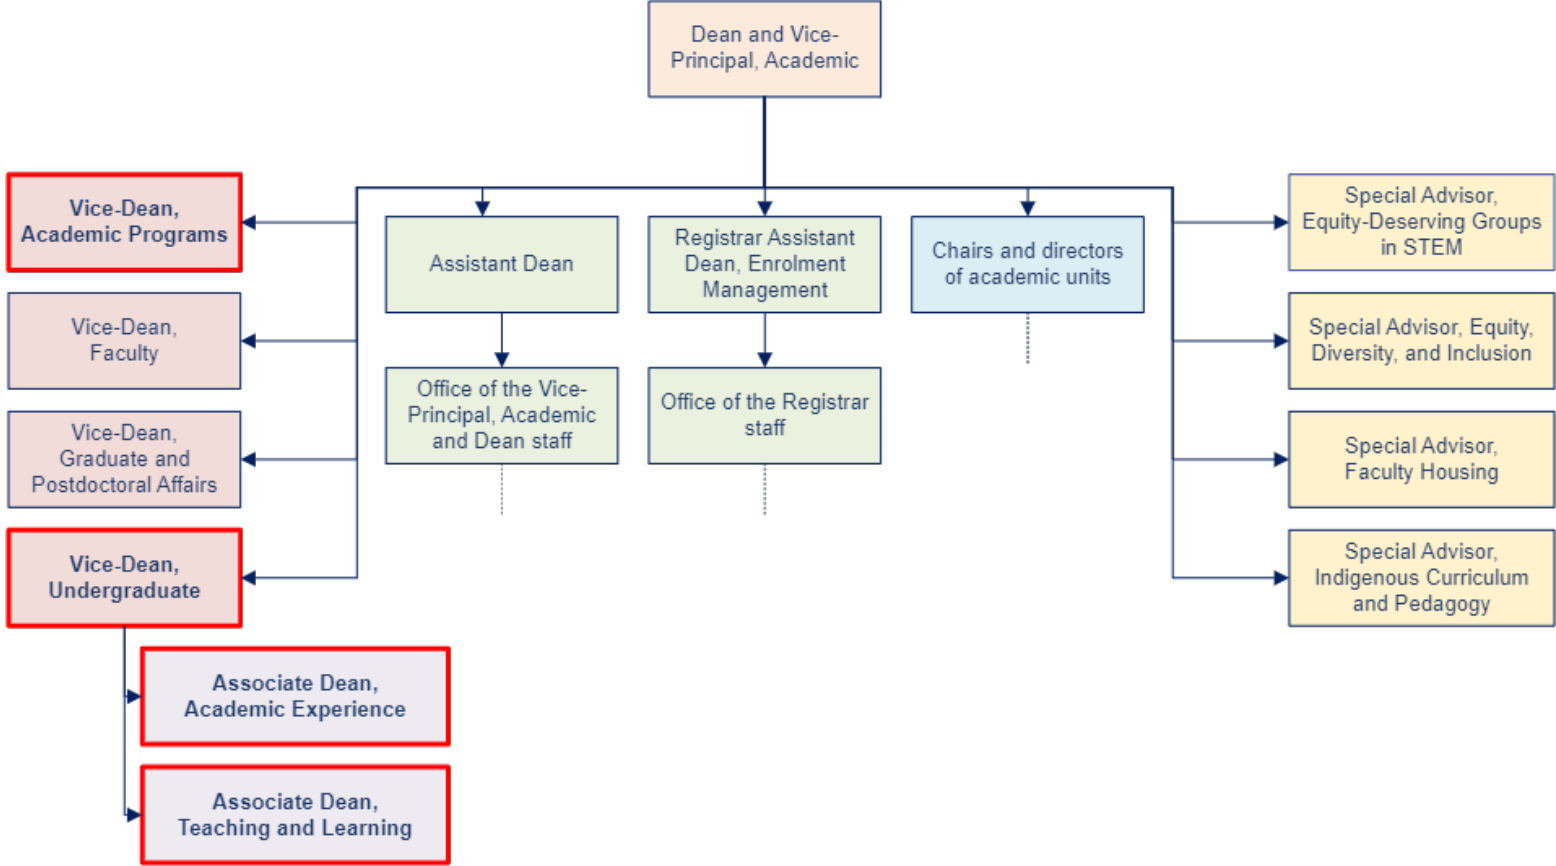 Dean and Vice-
Principal, Academic
Vice-Dean,
Academic Programs
Vice-Dean,
Faculty
Vice-Dean,
Graduate and
Postdoctoral Affairs
Vice-Dean,
Undergraduate
Associate Dean,
Academic Experience
Associate Dean,
Teaching and Learning
Assistant Dean
Office of the Vice-
Principal, Academic
and Dean staff
Registrar Assistant
Dean, Enrolment
Management
Office of the Registrar
staff
Chairs and directors
of academic units
Special Advisor,
Equity-Deserving Groups
in STEM
Special Advisor, Equity,
Diversity, and Inclusion
Special Advisor,
Faculty Housing
Special Advisor,
Indigenous Curriculum
and Pedagogy